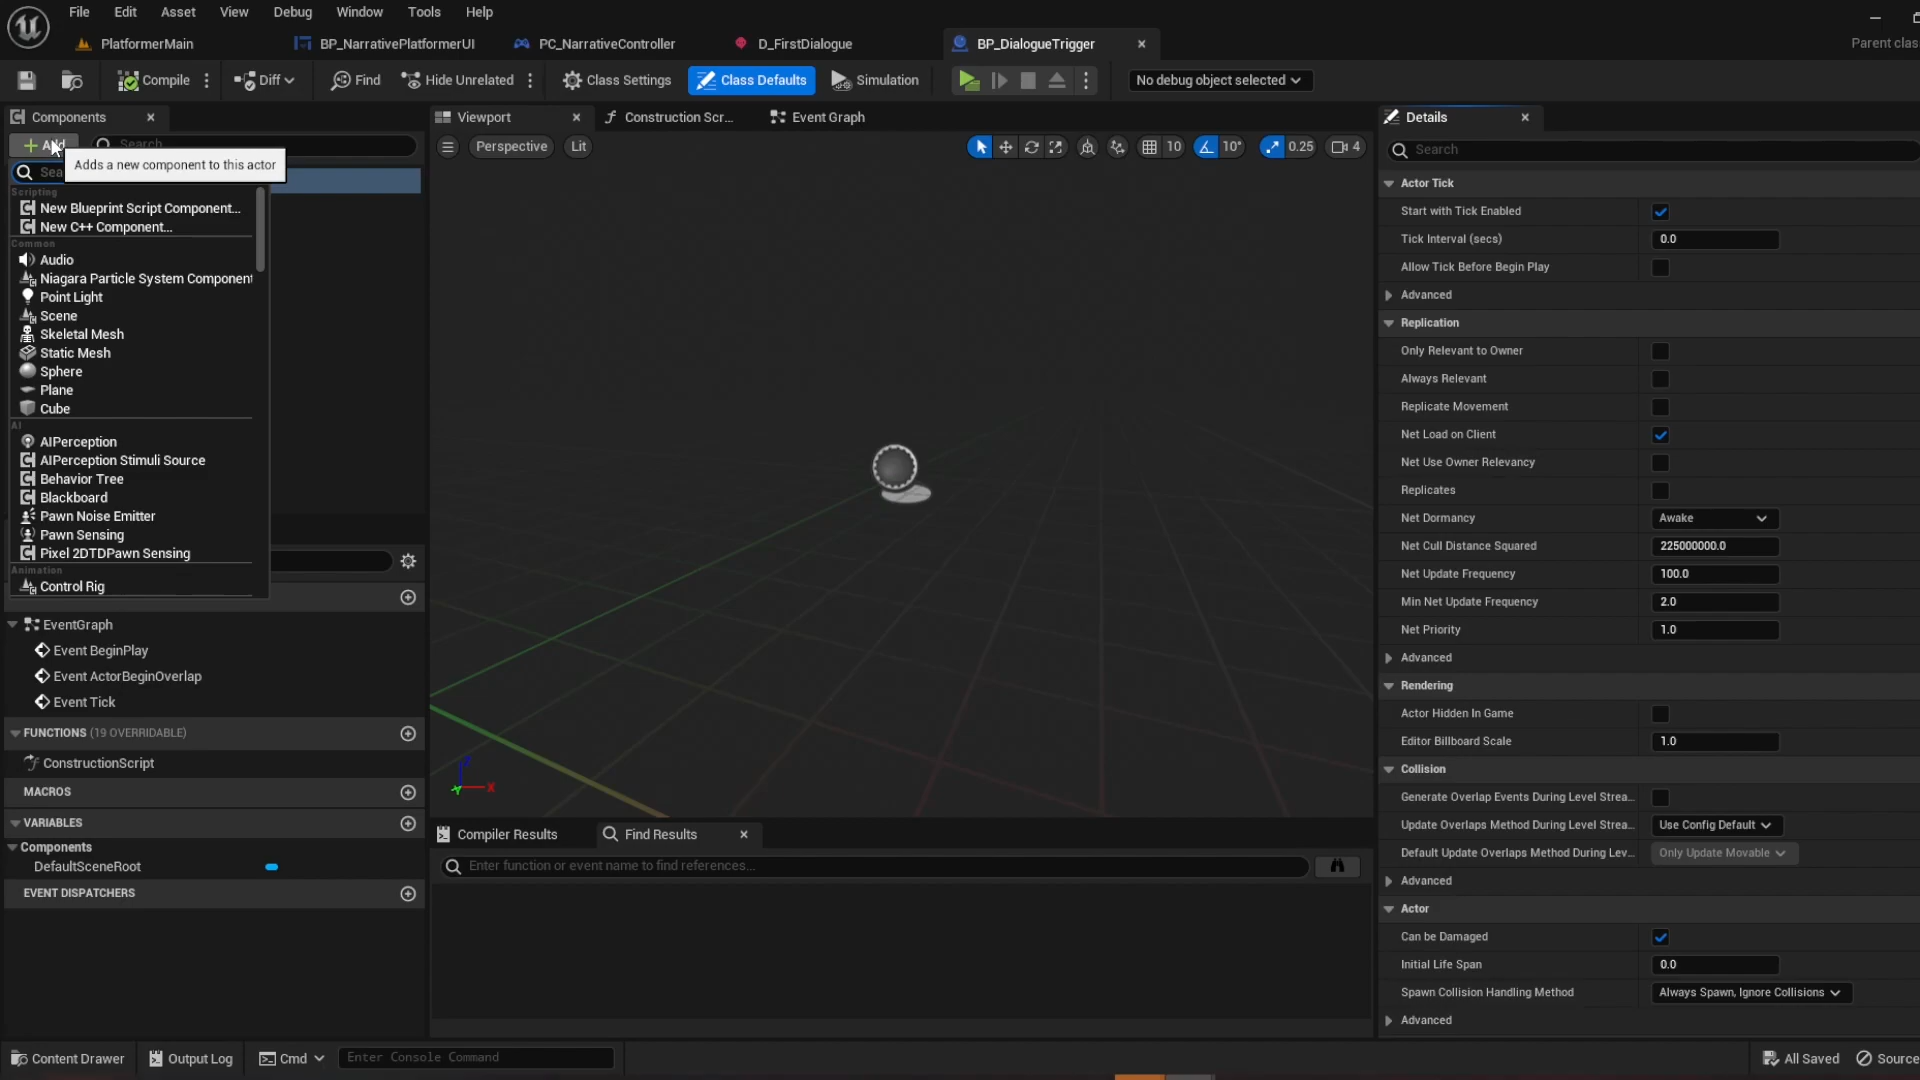 File Edit Asset View Debug Window Tools Help
PlatformerMain BP_NarrativePlatformerUI PC_NarrativeController D_FirstDialogue BP_DialogueTrigger Parent clas
Compile Diff Find Hide Unrelated Class Settings Class Defaults Simulation No debug object selected
Components Viewport Construction Scr... Event Graph Details
Add Search Perspective Lit 10 10° 0.25 4 Search
Adds a new component to this actor
Sea
Scripting
New Blueprint Script Component...
New C++ Component...
Common
Audio
Niagara Particle System Component
Point Light
Scene
Skeletal Mesh
Static Mesh
Sphere
Plane
Cube
AI
AIPerception
AIPerception Stimuli Source
Behavior Tree
Blackboard
Pawn Noise Emitter
Pawn Sensing
Pixel 2DTDPawn Sensing
Animation
Control Rig
EventGraph
Event BeginPlay
Event ActorBeginOverlap
Event Tick
FUNCTIONS (19 OVERRIDABLE)
ConstructionScript
MACROS
VARIABLES
Components
DefaultSceneRoot
EVENT DISPATCHERS
Z
Y X
Compiler Results Find Results
Enter function or event name to find references...
Actor Tick
Start with Tick Enabled
Tick Interval (secs) 0.0
Allow Tick Before Begin Play
Advanced
Replication
Only Relevant to Owner
Always Relevant
Replicate Movement
Net Load on Client
Net Use Owner Relevancy
Replicates
Net Dormancy Awake
Net Cull Distance Squared 225000000.0
Net Update Frequency 100.0
Min Net Update Frequency 2.0
Net Priority 1.0
Advanced
Rendering
Actor Hidden In Game
Editor Billboard Scale 1.0
Collision
Generate Overlap Events During Level Strea...
Update Overlaps Method During Level Strea... Use Config Default
Default Update Overlaps Method During Lev... Only Update Movable
Advanced
Actor
Can be Damaged
Initial Life Span 0.0
Spawn Collision Handling Method Always Spawn, Ignore Collisions
Advanced
Content Drawer Output Log Cmd Enter Console Command All Saved Source